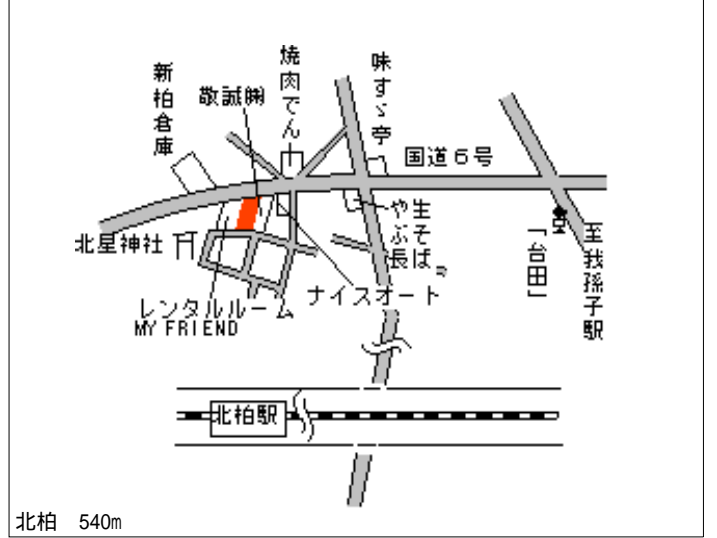 新柏倉庫
敬誠㈱
焼肉でん
味すゞ亭
国道６号
北星神社
レンタルルーム
MY FRIEND
ナイスオート
生そば
やぶ長
「台田」
至我孫子駅
北柏駅
北柏　540m